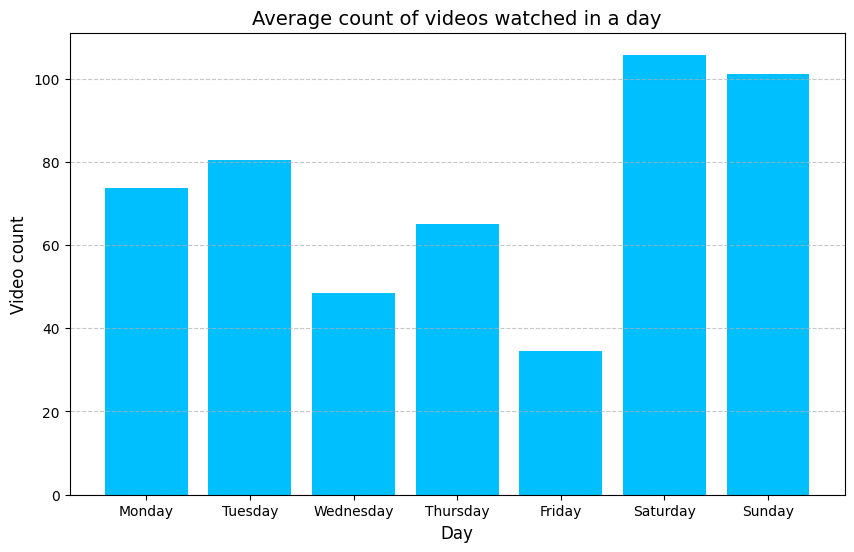 Average count of videos watched in a day
Video count
100
80
60
40
20
0
Monday Tuesday Wednesday Thursday Friday Saturday Sunday
Day